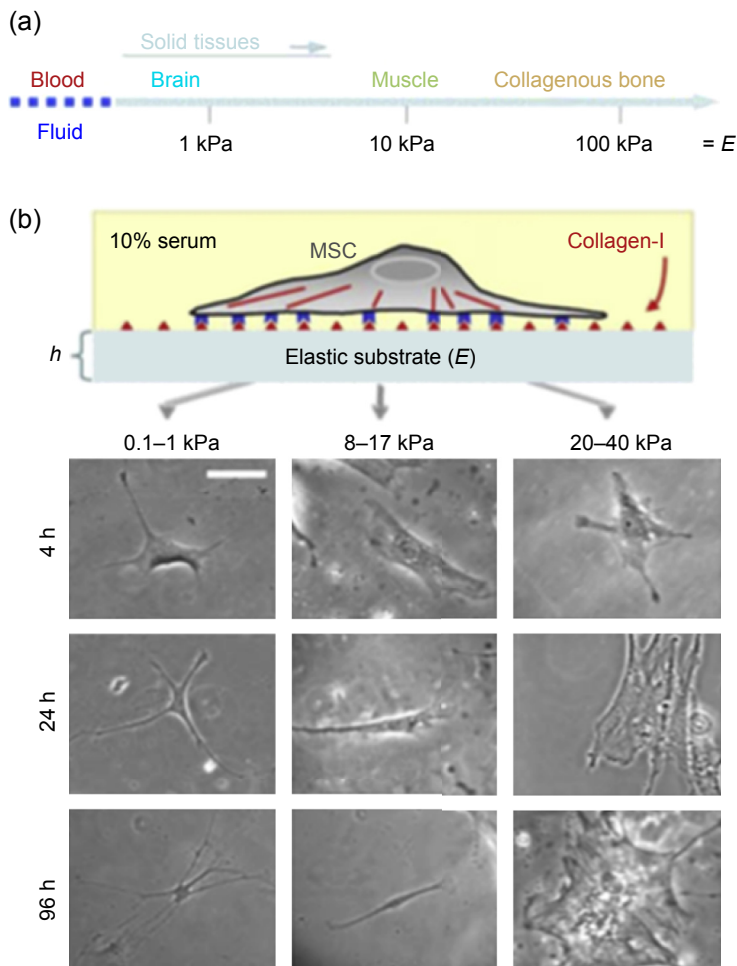 (a)
Solid tissues
Blood Brain Muscle Collagenous bone
Fluid
1 kPa 10 kPa 100 kPa = E
(b)
10% serum MSC Collagen-I
h
Elastic substrate (E)
0.1–1 kPa 8–17 kPa 20–40 kPa
4 h
24 h
96 h